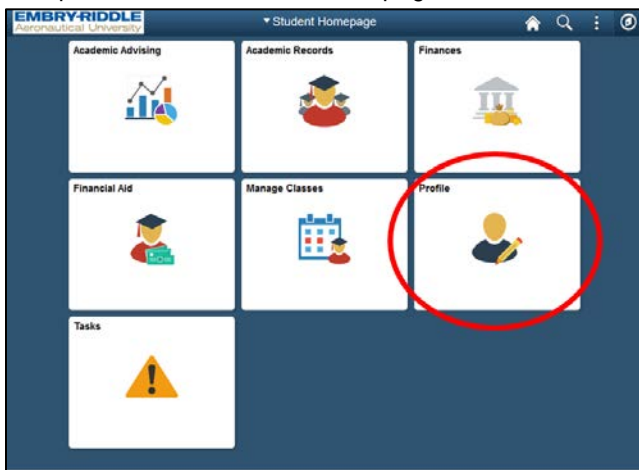 EMBRY-RIDDLE
Aeronautical University
Student Homepage
Academic Advising
Academic Records
Finances
Financial Aid
Manage Classes
Profile
Tasks